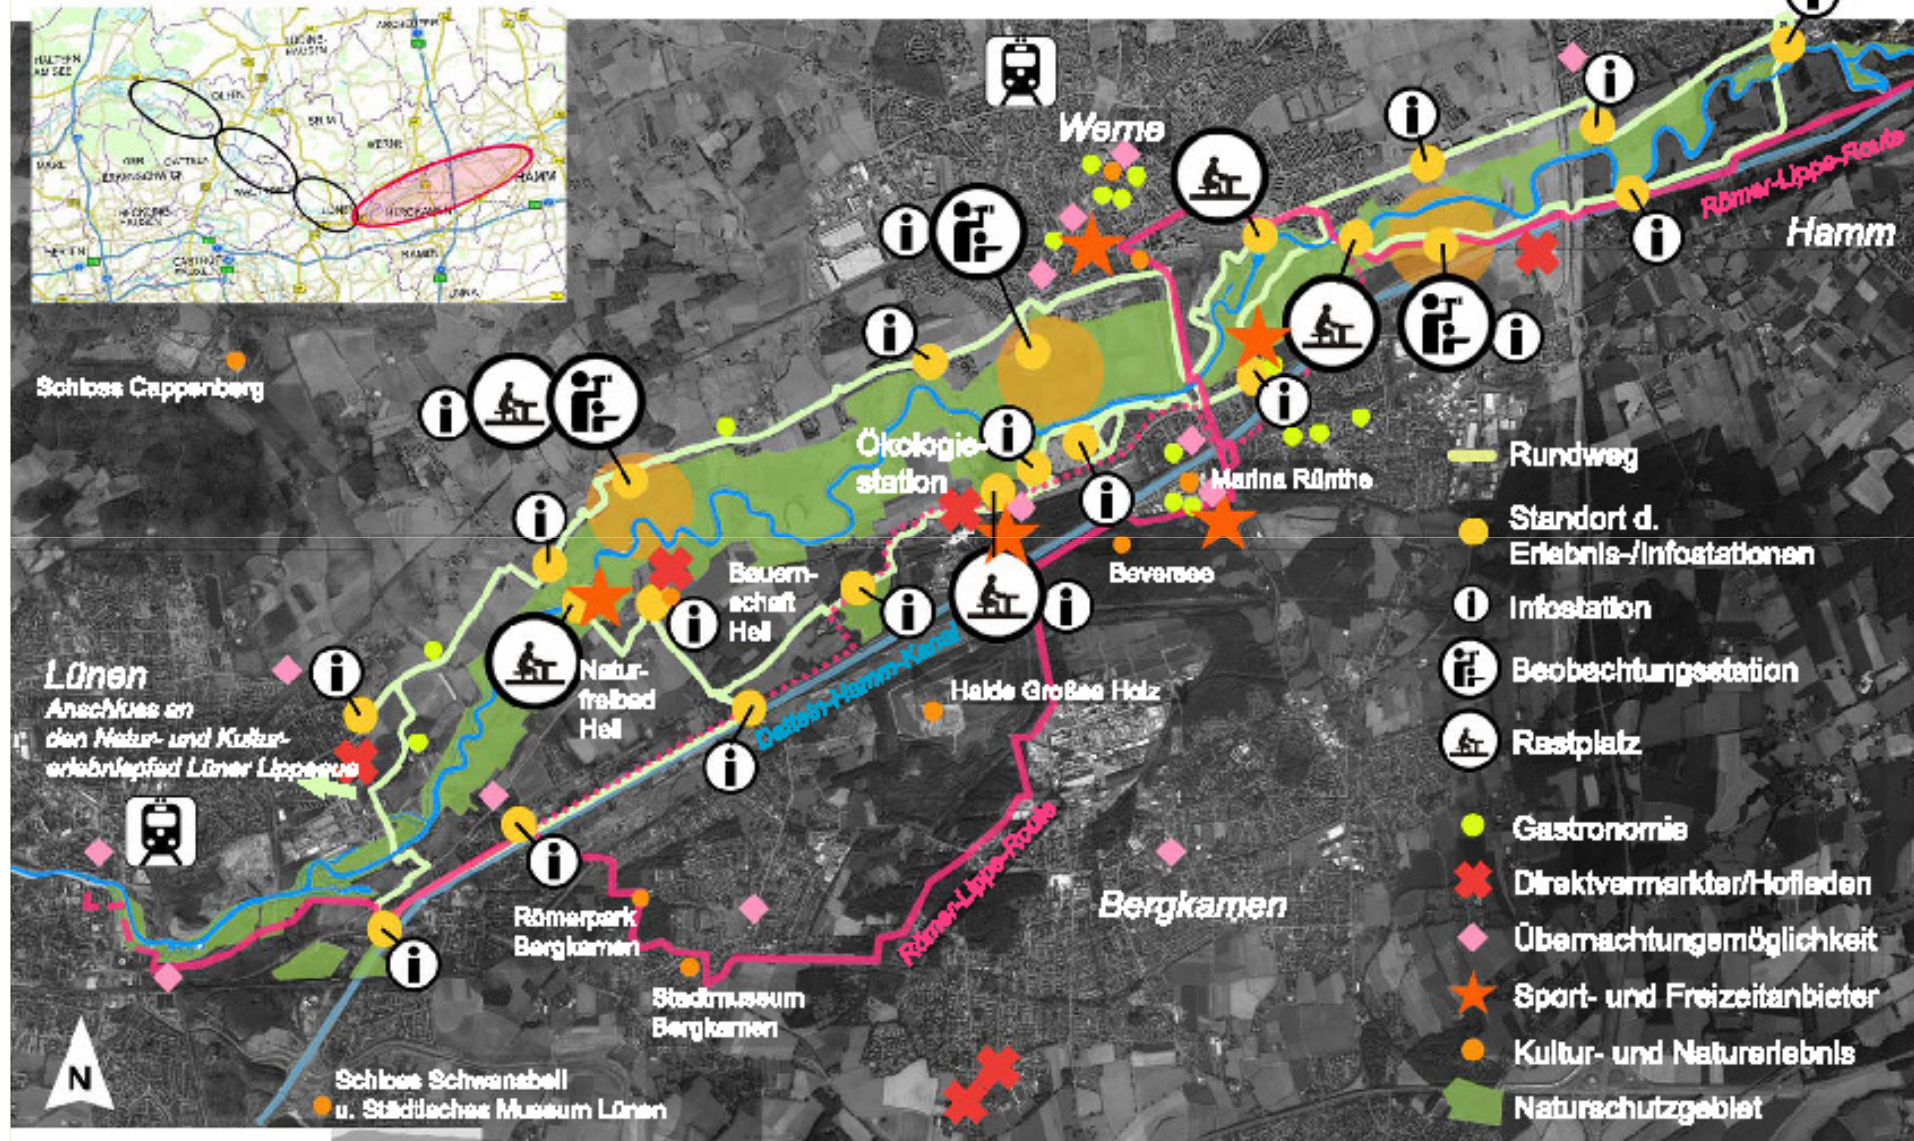 HAMM
Werne
Römer-Lippe-Route
Hamm
Schloss Cappenberg
Ökologie-
station
Marina Rünthe
Beversee
Bauern-
schaft
Heil
Natur-
freibad
Heil
Datteln-Hamm-Kanal
Halde Großes Holz
Lünen
Anschluss an
den Natur- und Kultur-
erlebnispfad Lüner Lippeaue
Römer-Lippe-Route
Bergkamen
Römerpark
Bergkamen
Stadtmuseum
Bergkamen
Schloss Schwansbell
u. Städtisches Museum Lünen
N
Rundweg
Standort d.
Erlebnis-/Infostationen
Infostation
Beobachtungsstation
Rastplatz
Gastronomie
Direktvermarkter/Hofladen
Übernachtungsmöglichkeit
Sport- und Freizeitanbieter
Kultur- und Naturerlebnis
Naturschutzgebiet